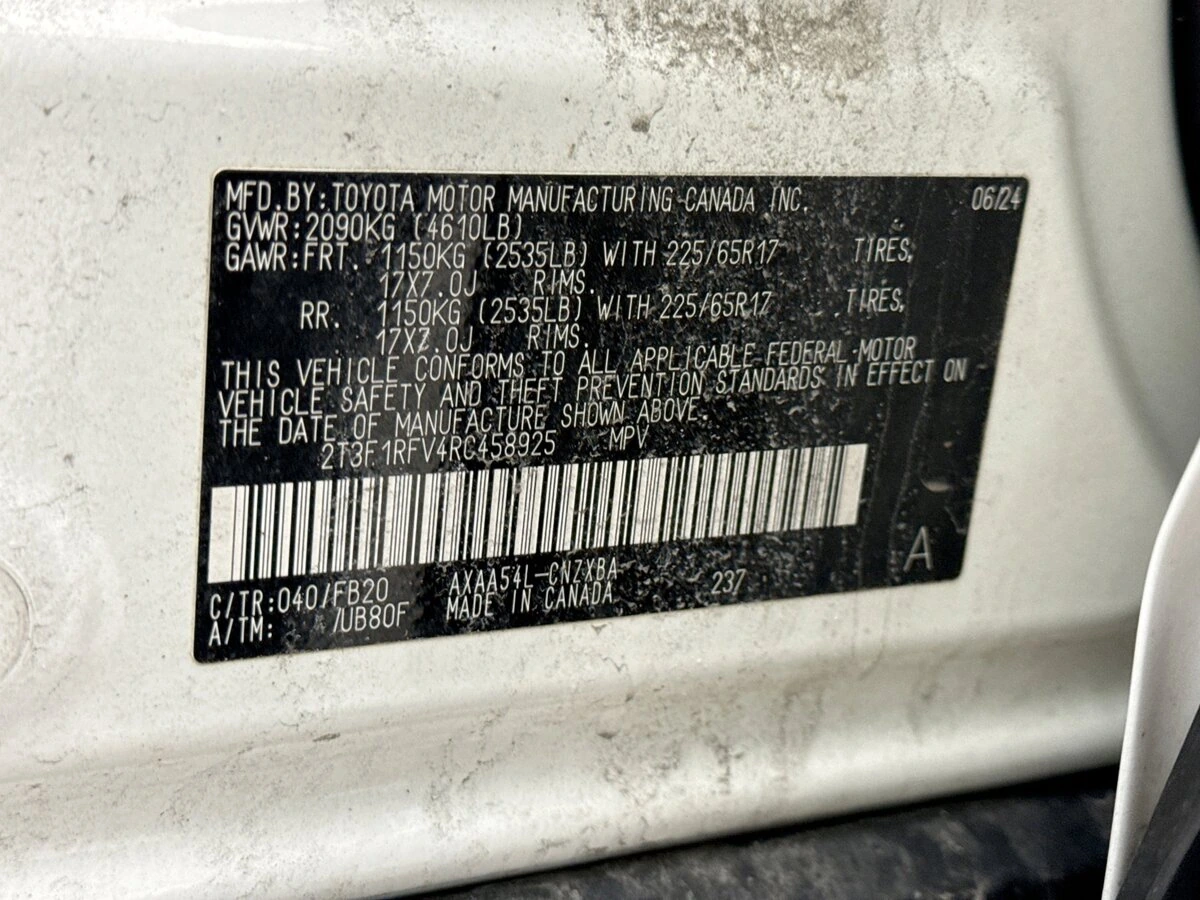 MFD.BY:TOYOTA MOTOR MANUFACTURING CANADA INC. 06/24
GVWR:2090KG (4610LB)
GAWR:FRT. 1150KG (2535LB) WITH 225/65R17 TIRES,
17X7.0J RIMS.
RR. 1150KG (2535LB) WITH 225/65R17 TIRES,
17X7.0J RIMS.
THIS VEHICLE CONFORMS TO ALL APPLICABLE FEDERAL MOTOR
VEHICLE SAFETY AND THEFT PREVENTION STANDARDS IN EFFECT ON
THE DATE OF MANUFACTURE SHOWN ABOVE.
2T3F1RFV4RC458925 MPV
C/TR:040/FB20 AXAA54L-CNZXBA 237 A
A/TM: /UB80F MADE IN CANADA